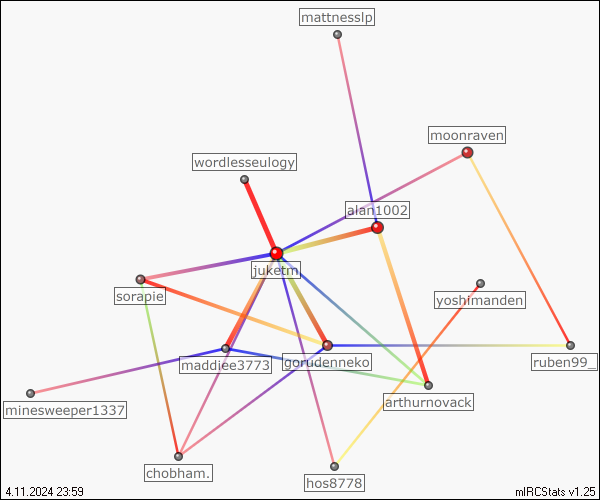 mattnesslp
moonraven
wordlesseulogy
alan1002
juketm
sorapie
yoshimanden
maddiee3773
gorudenneko
ruben99_
arthurnovack
minesweeper1337
chobham.
hos8778
4.11.2024 23:59
mIRCStats v1.25